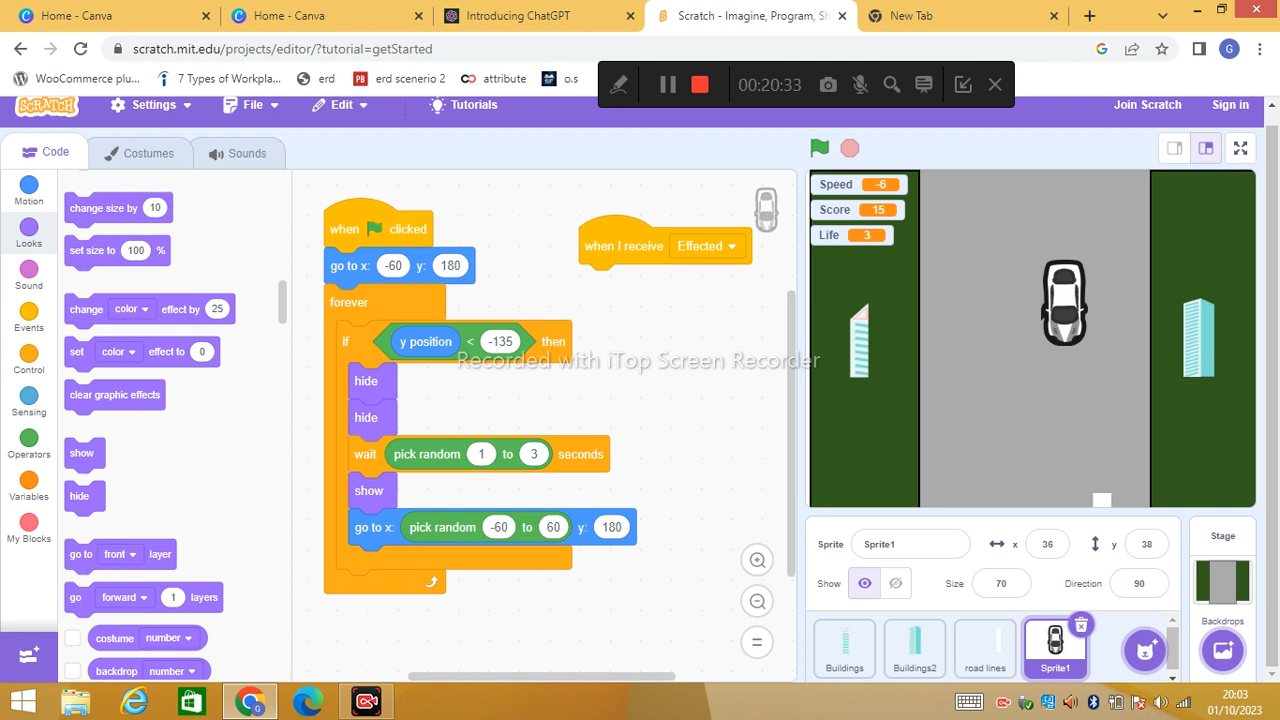 Home - Canva
Home - Canva
Introducing ChatGPT
Scratch - Imagine, Program, Sh
New Tab
scratch.mit.edu/projects/editor/?tutorial=getStarted
G
WooCommerce plu...
7 Types of Workpla...
erd
PB
erd scenerio 2
attribute
o.s
00:20:33
SCRATCH
Settings
File
Edit
Tutorials
Join Scratch
Sign in
Code
Costumes
Sounds
Motion
Looks
Sound
Events
Control
Sensing
Operators
Variables
My Blocks
change size by 10
set size to 100 %
change color effect by 25
set color effect to 0
clear graphic effects
show
hide
go to front layer
go forward 1 layers
costume number
backdrop number
when clicked
go to x: -60 y: 180
forever
if y position < -135 then
hide
hide
wait pick random 1 to 3 seconds
show
go to x: pick random -60 to 60 y: 180
when I receive Effected
Recorded with iTop Screen Recorder
Speed -6
Score 15
Life 3
Sprite Sprite1 x 36 y 38
Show Size 70 Direction 90
Buildings
Buildings2
road lines
Sprite1
Stage
Backdrops
20:03
01/10/2023